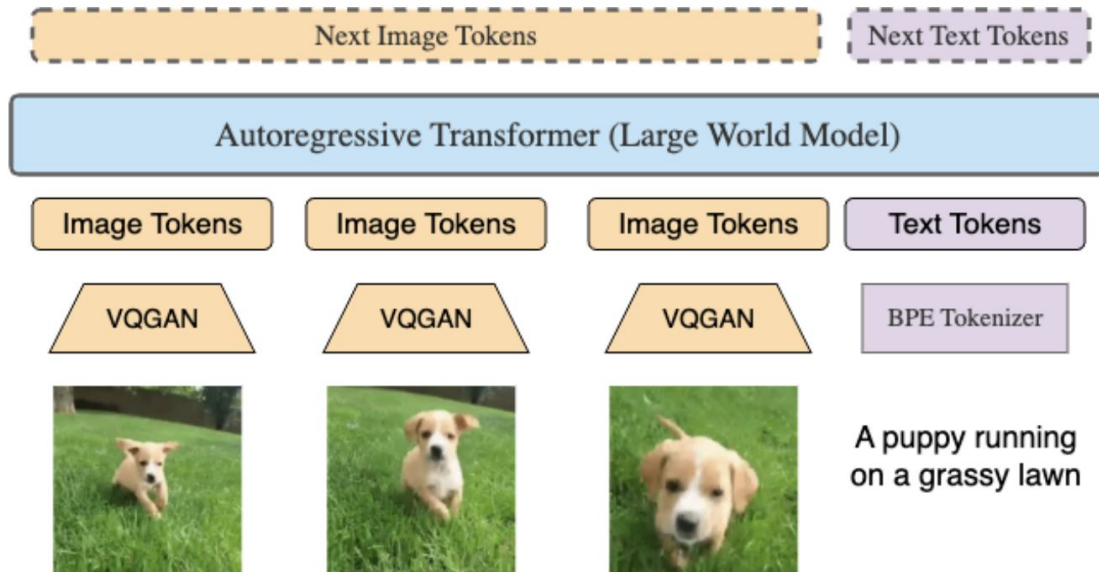 Next Image Tokens
Next Text Tokens
Autoregressive Transformer (Large World Model)
Image Tokens
Image Tokens
Image Tokens
Text Tokens
VQGAN
VQGAN
VQGAN
BPE Tokenizer
A puppy running
on a grassy lawn